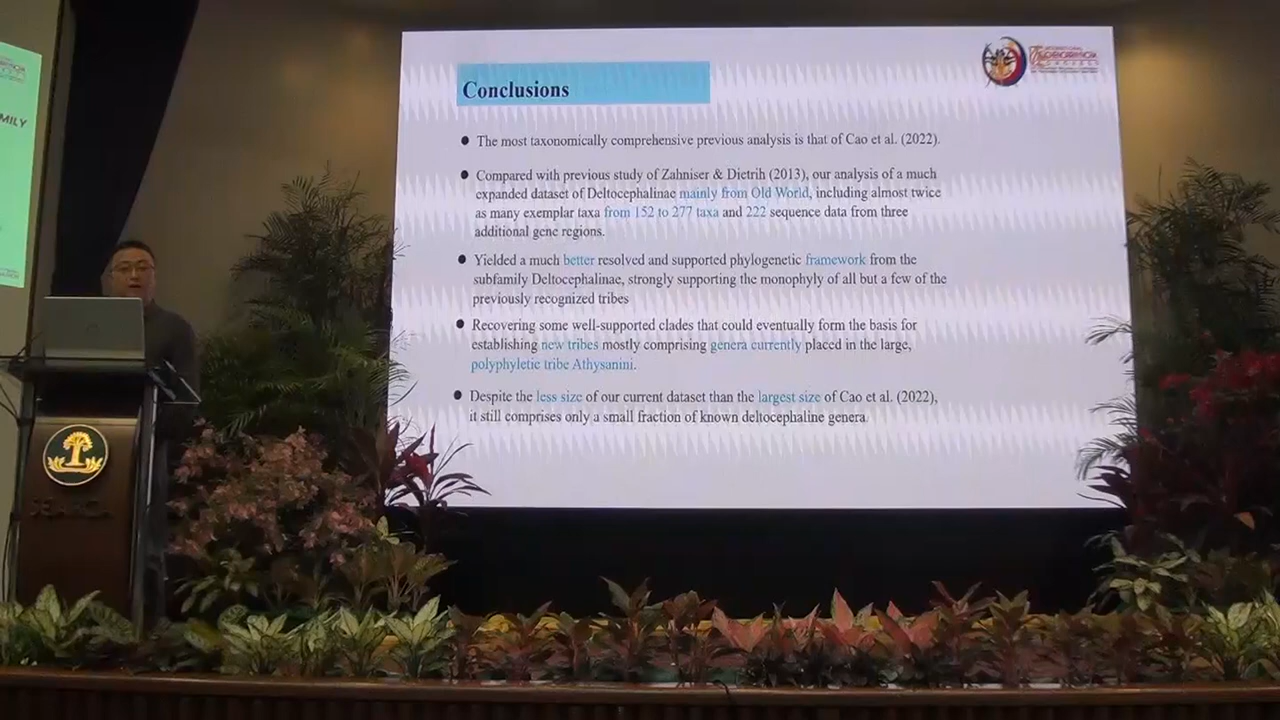 MILY
Conclusions
The most taxonomically comprehensive previous analysis is that of Cao et al. (2022).
Compared with previous study of Zahniser & Dietrih (2013), our analysis of a much
expanded dataset of Deltocephalinae mainly from Old World, including almost twice
as many exemplar taxa from 152 to 277 taxa and 222 sequence data from three
additional gene regions.
Yielded a much better resolved and supported phylogenetic framework from the
subfamily Deltocephalinae, strongly supporting the monophyly of all but a few of the
previously recognized tribes
Recovering some well-supported clades that could eventually form the basis for
establishing new tribes mostly comprising genera currently placed in the large,
polyphyletic tribe Athysanini.
Despite the less size of our current dataset than the largest size of Cao et al. (2022),
it still comprises only a small fraction of known deltocephaline genera.
SEARCA